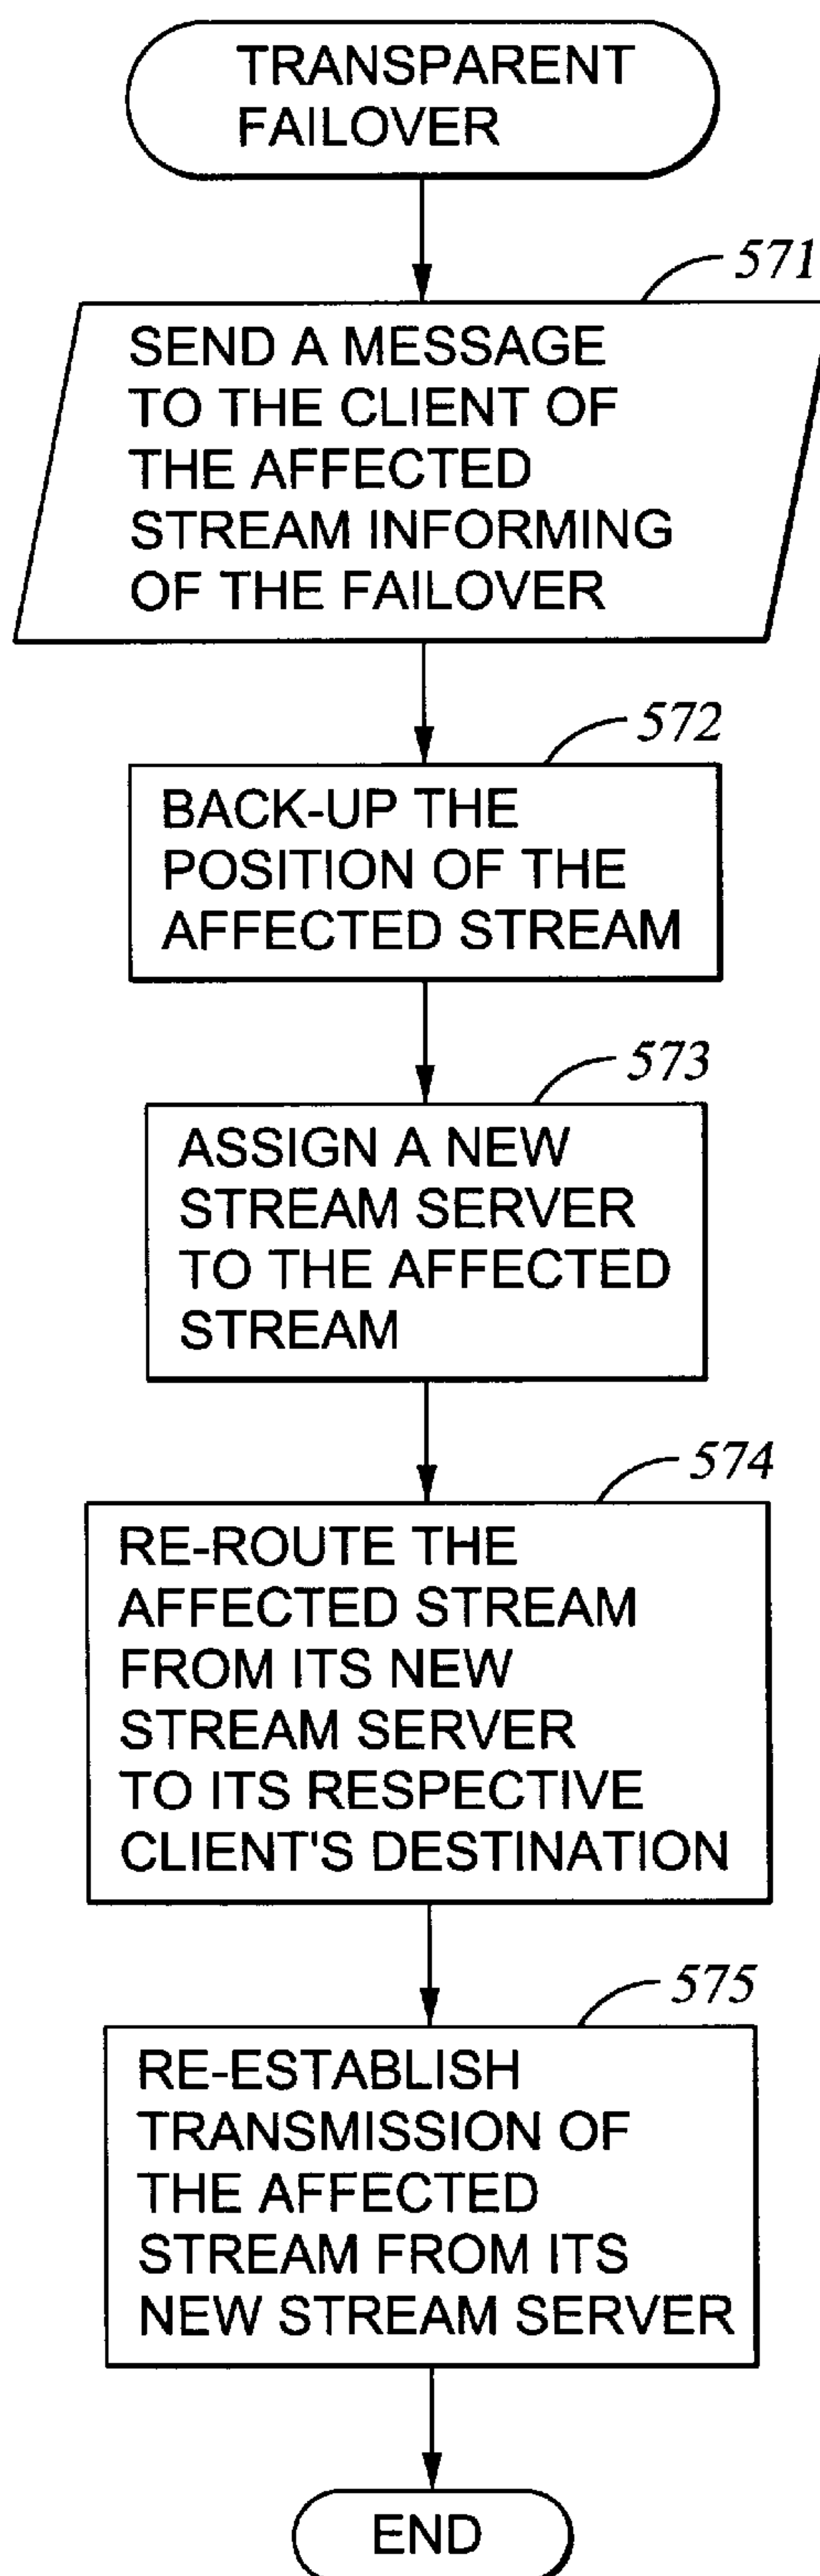 TRANSPARENT
FAILOVER
571
SEND A MESSAGE
TO THE CLIENT OF
THE AFFECTED
STREAM INFORMING
OF THE FAILOVER
572
BACK-UP THE
POSITION OF THE
AFFECTED STREAM
573
ASSIGN A NEW
STREAM SERVER
TO THE AFFECTED
STREAM
574
RE-ROUTE THE
AFFECTED STREAM
FROM ITS NEW
STREAM SERVER
TO ITS RESPECTIVE
CLIENT'S DESTINATION
575
RE-ESTABLISH
TRANSMISSION OF
THE AFFECTED
STREAM FROM ITS
NEW STREAM SERVER
END